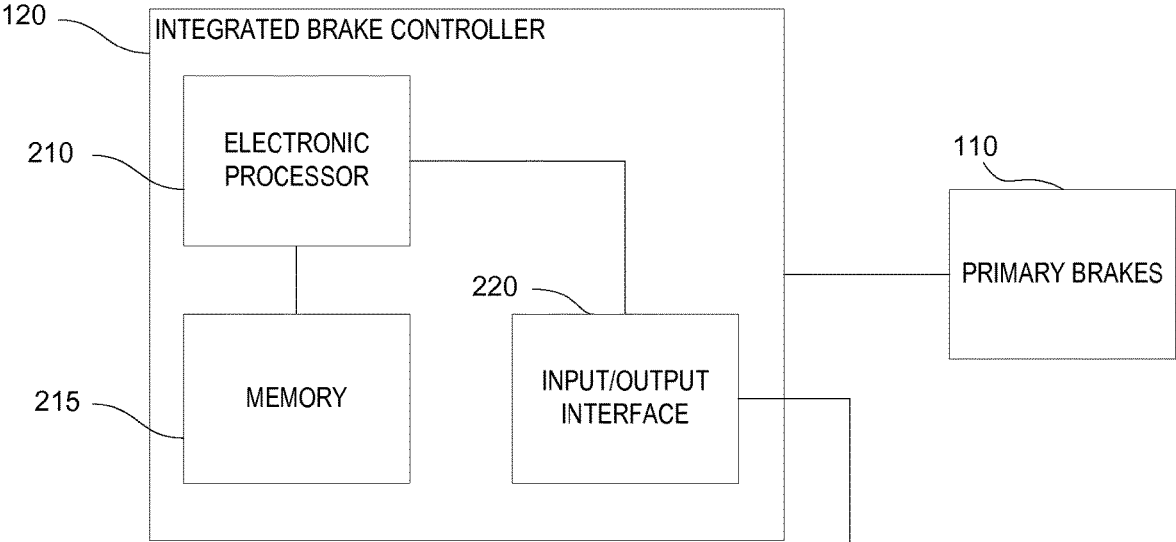 120
INTEGRATED BRAKE CONTROLLER
210
ELECTRONIC
PROCESSOR
110
PRIMARY BRAKES
220
215
MEMORY
INPUT/OUTPUT
INTERFACE